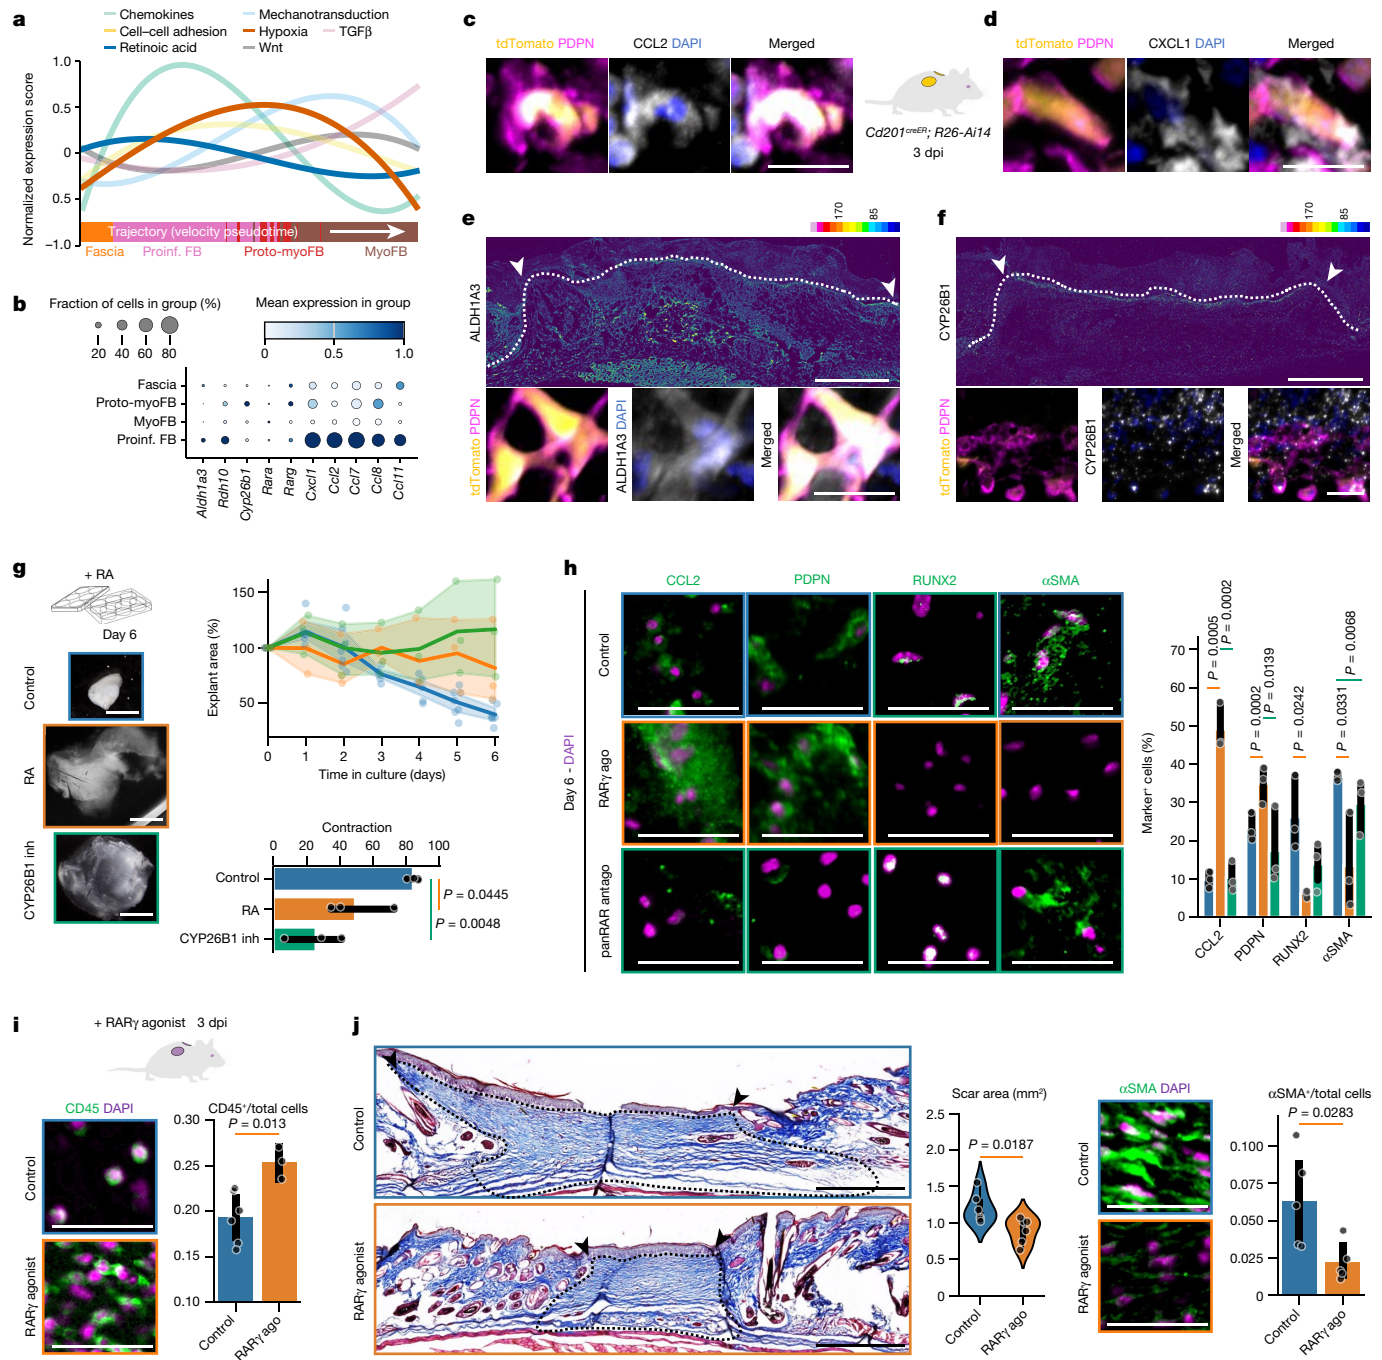 a
Chemokines
Mechanotransduction
Cell–cell adhesion
Hypoxia
TGFβ
Retinoic acid
Wnt
Normalized expression score
1.0
0.5
0
0.5
–1.0
Trajectory (velocity pseudotime)
Fascia
Proinf. FB
Proto-myoFB
MyoFB
b
Fraction of cells in group (%)
20 40 60 80
Mean expression in group
0 0.5 1.0
Fascia
Proto-myoFB
MyoFB
Proinf. FB
Aldh1a3
Rdh10
Cyp26b1
Rara
Rarg
Cxcl1
Ccl2
Ccl7
Ccl8
Ccl11
c
tdTomato PDPN
CCL2 DAPI
Merged
Cd201creER; R26-Ai14
3 dpi
d
tdTomato PDPN
CXCL1 DAPI
Merged
e
170
85
ALDH1A3
tdTomato PDPN
ALDH1A3 DAPI
Merged
f
170
85
CYP26B1
tdTomato PDPN
CYP26B1
Merged
g
+ RA
Day 6
Control
RA
CYP26B1 inh
Explant area (%)
150
100
50
0 1 2 3 4 5 6
Time in culture (days)
Contraction
0 20 40 60 80 100
Control
RA
CYP26B1 inh
P = 0.0445
P = 0.0048
h
CCL2
PDPN
RUNX2
αSMA
Day 6 - DAPI
Control
RARγ ago
panRAR antago
Marker+ cells (%)
70
60
50
40
30
20
10
0
P = 0.0005
P = 0.0002
P = 0.0002
P = 0.0139
P = 0.0242
P = 0.0331
P = 0.0068
CCL2
PDPN
RUNX2
αSMA
i
+ RARγ agonist 3 dpi
CD45 DAPI
Control
RARγ agonist
CD45+/total cells
P = 0.013
0.30
0.25
0.20
0.15
0.10
Control
RARγ ago
j
Control
RARγ agonist
Scar area (mm2)
P = 0.0187
2.5
2.0
1.5
1.0
0.5
0
Control
RARγ ago
αSMA DAPI
Control
RARγ agonist
αSMA+/total cells
P = 0.0283
0.100
0.075
0.050
0.025
0
Control
RARγ ago